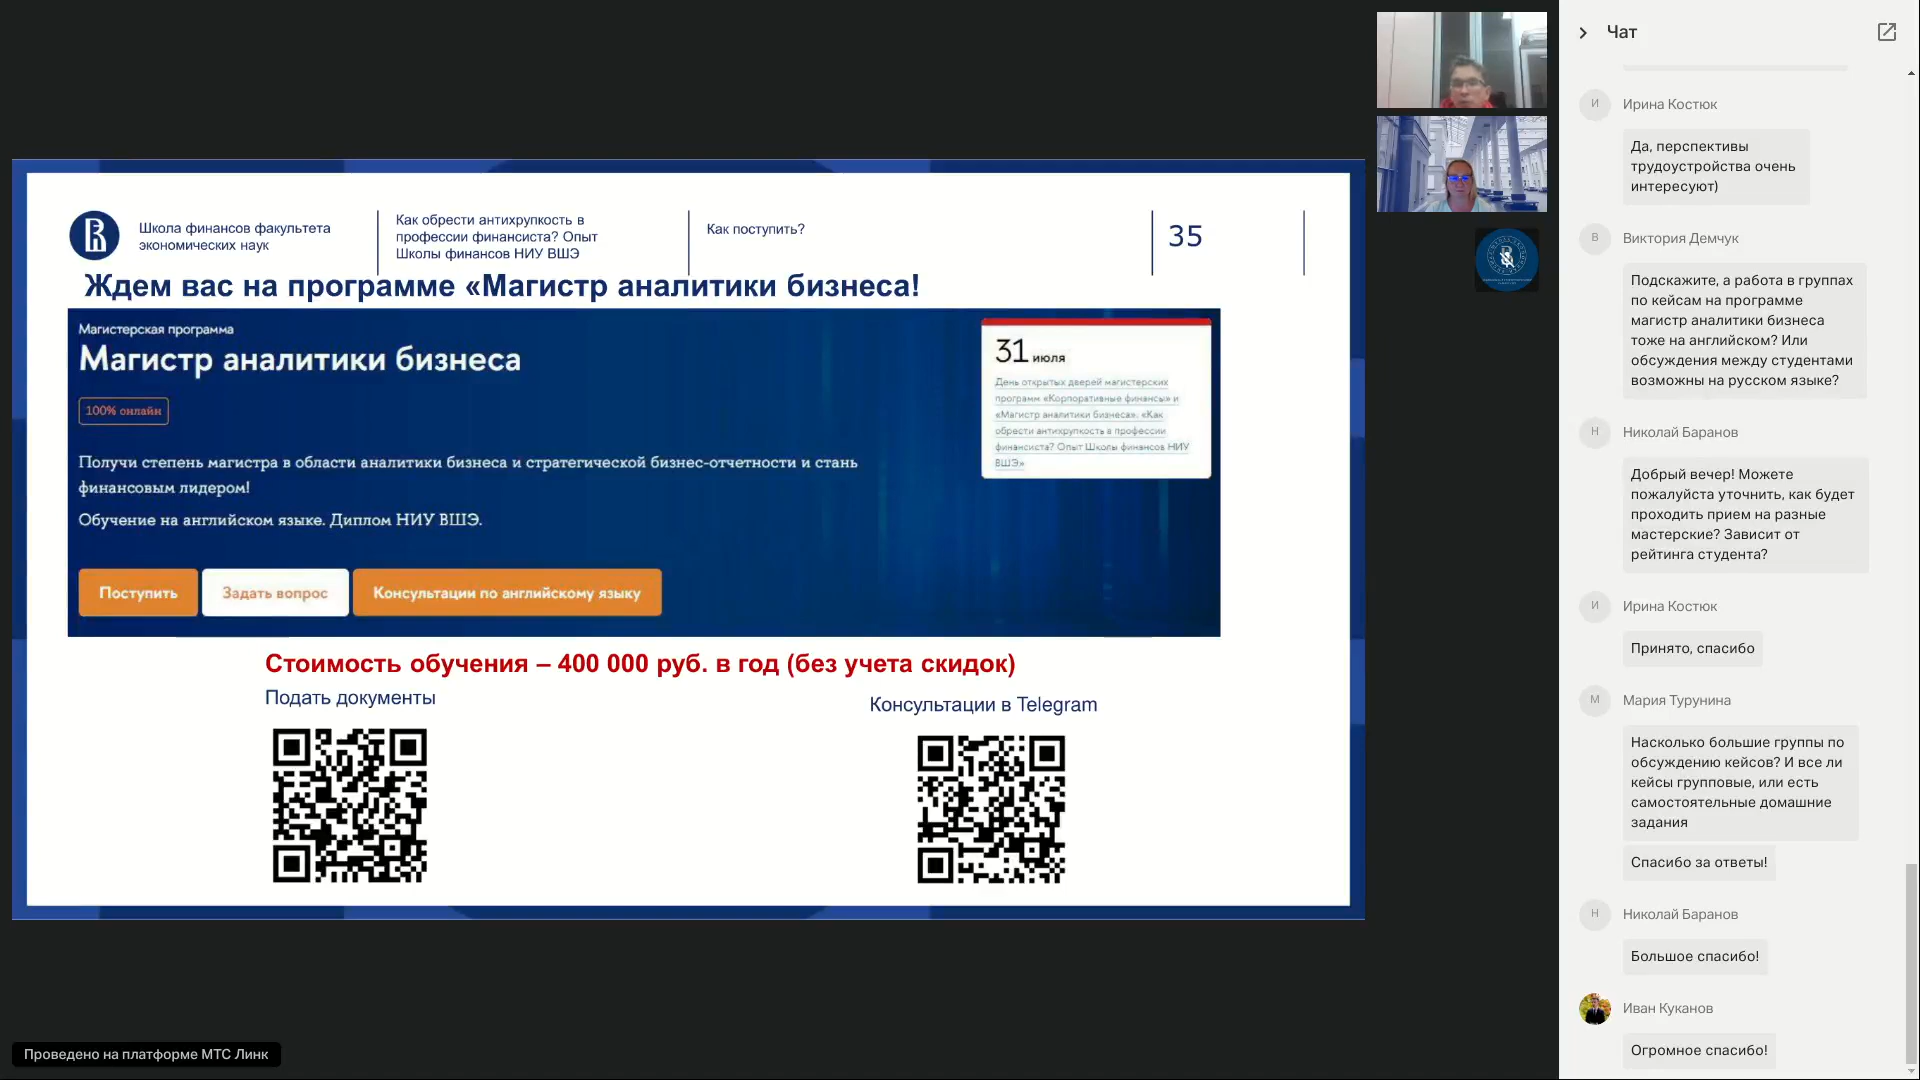 Школа финансов факультета
экономических наук
Как обрести антихрупкость в
профессии финансиста? Опыт
Школы финансов НИУ ВШЭ
Как поступить?
35
Ждем вас на программе «Магистр аналитики бизнеса!
Магистерская программа
Магистр аналитики бизнеса
100% онлайн
Получи степень магистра в области аналитики бизнеса и стратегической бизнес-отчетности и стань
финансовым лидером!
Обучение на английском языке. Диплом НИУ ВШЭ.
Поступить
Задать вопрос
Консультации по английскому языку
31 июля
День открытых дверей магистерских
программ «Корпоративные финансы» и
«Магистр аналитики бизнеса». «Как
обрести антихрупкость в профессии
финансиста? Опыт Школы финансов НИУ
ВШЭ»
Стоимость обучения – 400 000 руб. в год (без учета скидок)
Подать документы
Консультации в Telegram
Проведено на платформе МТС Линк
Чат
И
Ирина Костюк
Да, перспективы
трудоустройства очень
интересуют)
В
Виктория Демчук
Подскажите, а работа в группах
по кейсам на программе
магистр аналитики бизнеса
тоже на английском? Или
обсуждения между студентами
возможны на русском языке?
Н
Николай Баранов
Добрый вечер! Можете
пожалуйста уточнить, как будет
проходить прием на разные
мастерские? Зависит от
рейтинга студента?
И
Ирина Костюк
Принято, спасибо
М
Мария Турунина
Насколько большие группы по
обсуждению кейсов? И все ли
кейсы групповые, или есть
самостоятельные домашние
задания
Спасибо за ответы!
Н
Николай Баранов
Большое спасибо!
Иван Куканов
Огромное спасибо!